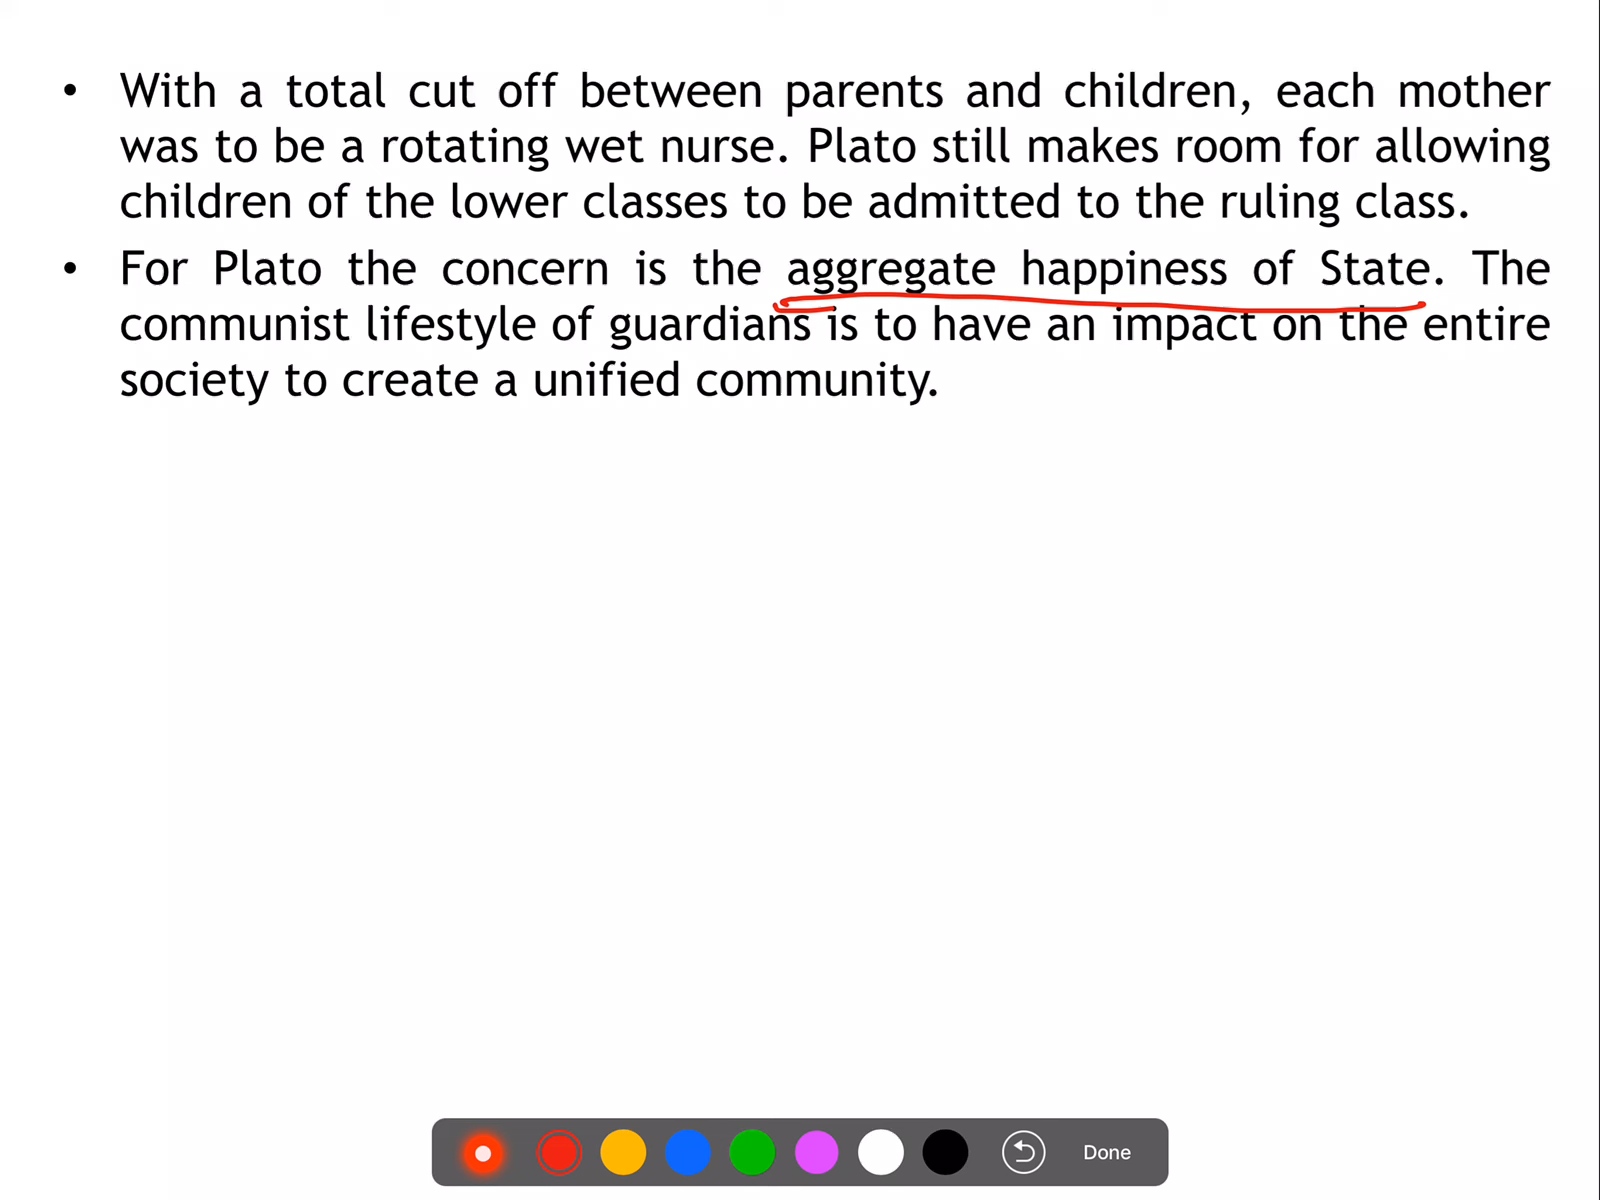 • With a total cut off between parents and children, each mother
was to be a rotating wet nurse. Plato still makes room for allowing
children of the lower classes to be admitted to the ruling class.
• For Plato the concern is the aggregate happiness of State. The
communist lifestyle of guardians is to have an impact on the entire
society to create a unified community.
Done